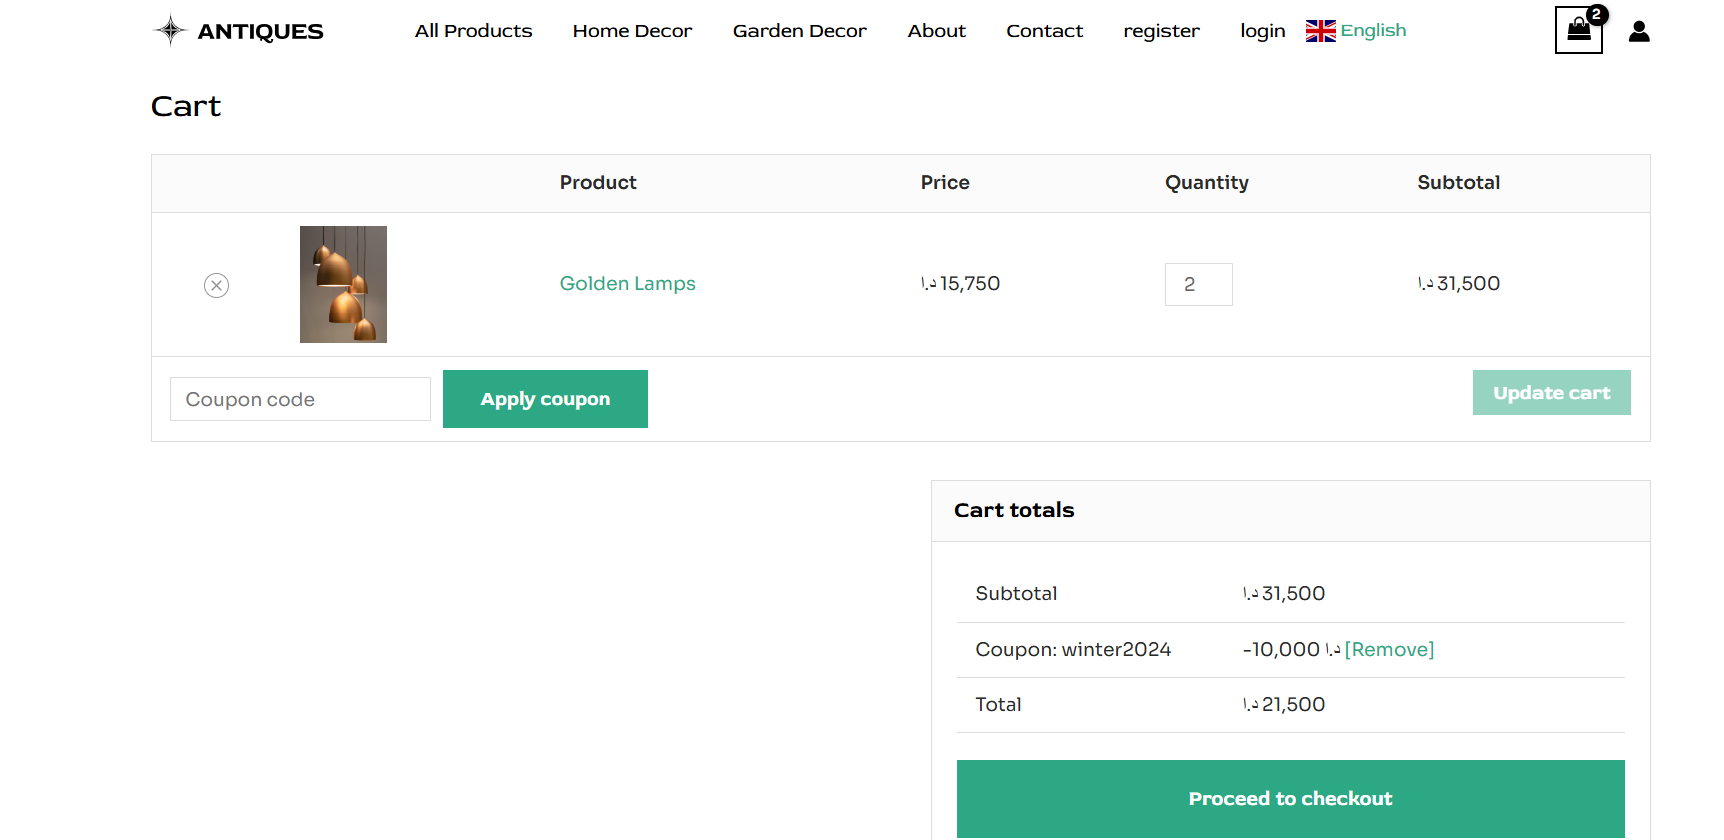 ANTIQUES All Products Home Decor Garden Decor About Contact register login English 2
Cart
Product Price Quantity Subtotal
Golden Lamps د.ا 15,750 2 د.ا 31,500
Coupon code Apply coupon Update cart
Cart totals
Subtotal د.ا 31,500
Coupon: winter2024 -10,000 د.ا [Remove]
Total د.ا 21,500
Proceed to checkout